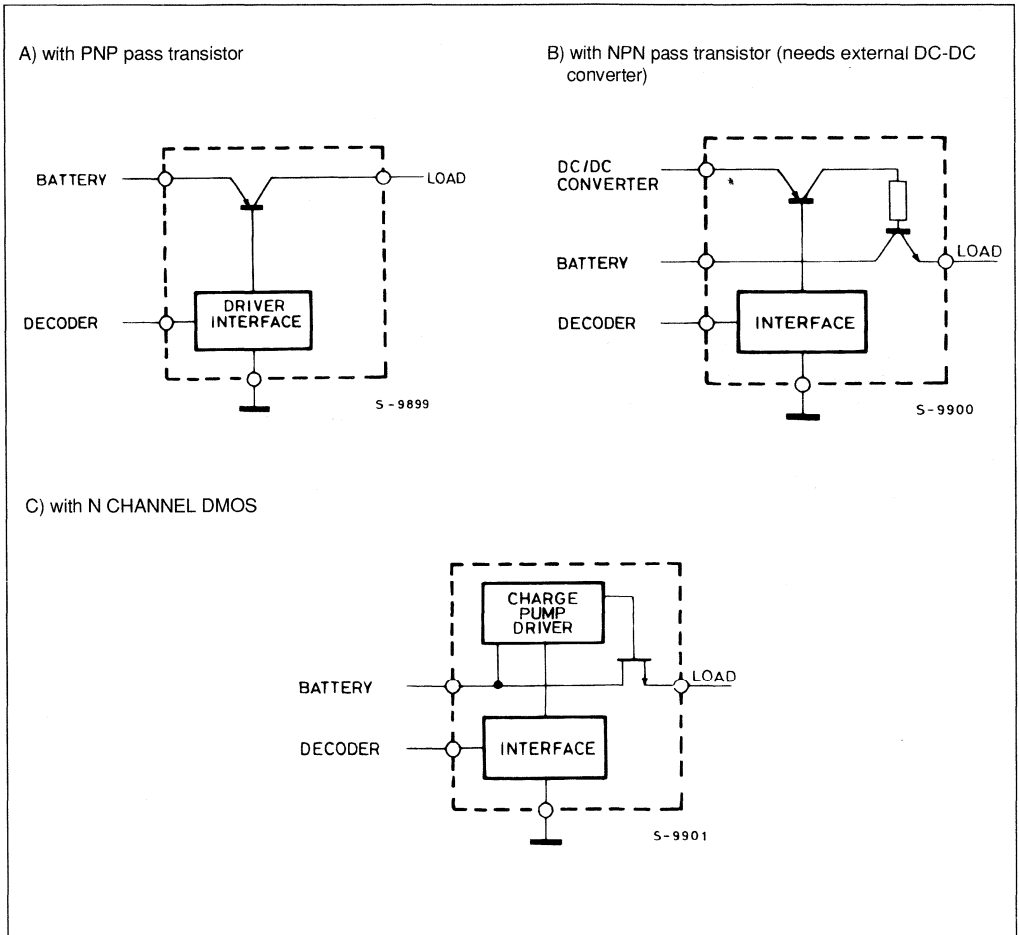 A) with PNP pass transistor
B) with NPN pass transistor (needs external DC-DC
converter)
BATTERY
LOAD
DRIVER
INTERFACE
DECODER
S-9899
DC/DC
CONVERTER
BATTERY
LOAD
DECODER
INTERFACE
S-9900
C) with N CHANNEL DMOS
CHARGE
PUMP
DRIVER
BATTERY
LOAD
DECODER
INTERFACE
S-9901